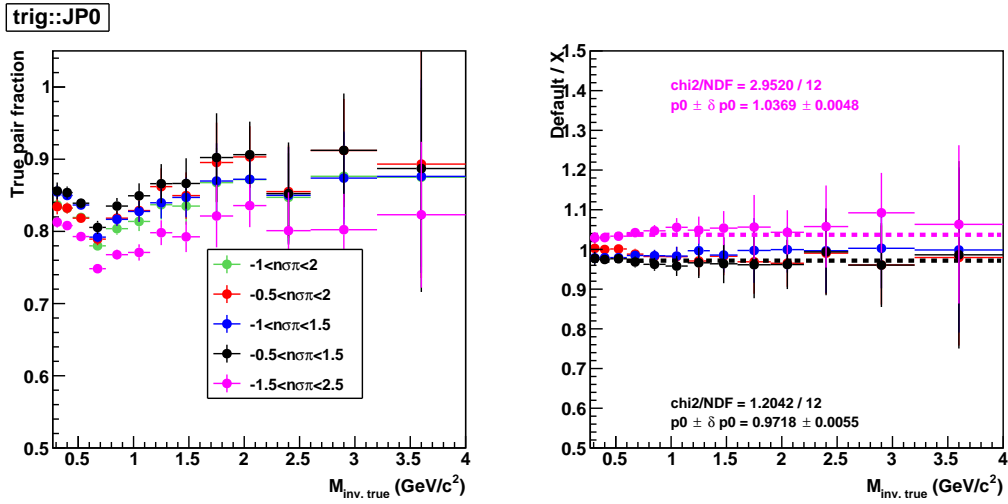 trig::JP0
True pair fraction
1
0.9
0.8
0.7
0.6
0.5
0.5 1 1.5 2 2.5 3 3.5 4
M_inv, true (GeV/c²)
-1<nσπ<2
-0.5<nσπ<2
-1<nσπ<1.5
-0.5<nσπ<1.5
-1.5<nσπ<2.5
Default / X
1.5
1.4
1.3
1.2
1.1
1
0.9
0.8
0.7
0.6
0.5
0.5 1 1.5 2 2.5 3 3.5 4
M_inv, true (GeV/c²)
chi2/NDF = 2.9520 / 12
p0 ± δ p0 = 1.0369 ± 0.0048
chi2/NDF = 1.2042 / 12
p0 ± δ p0 = 0.9718 ± 0.0055